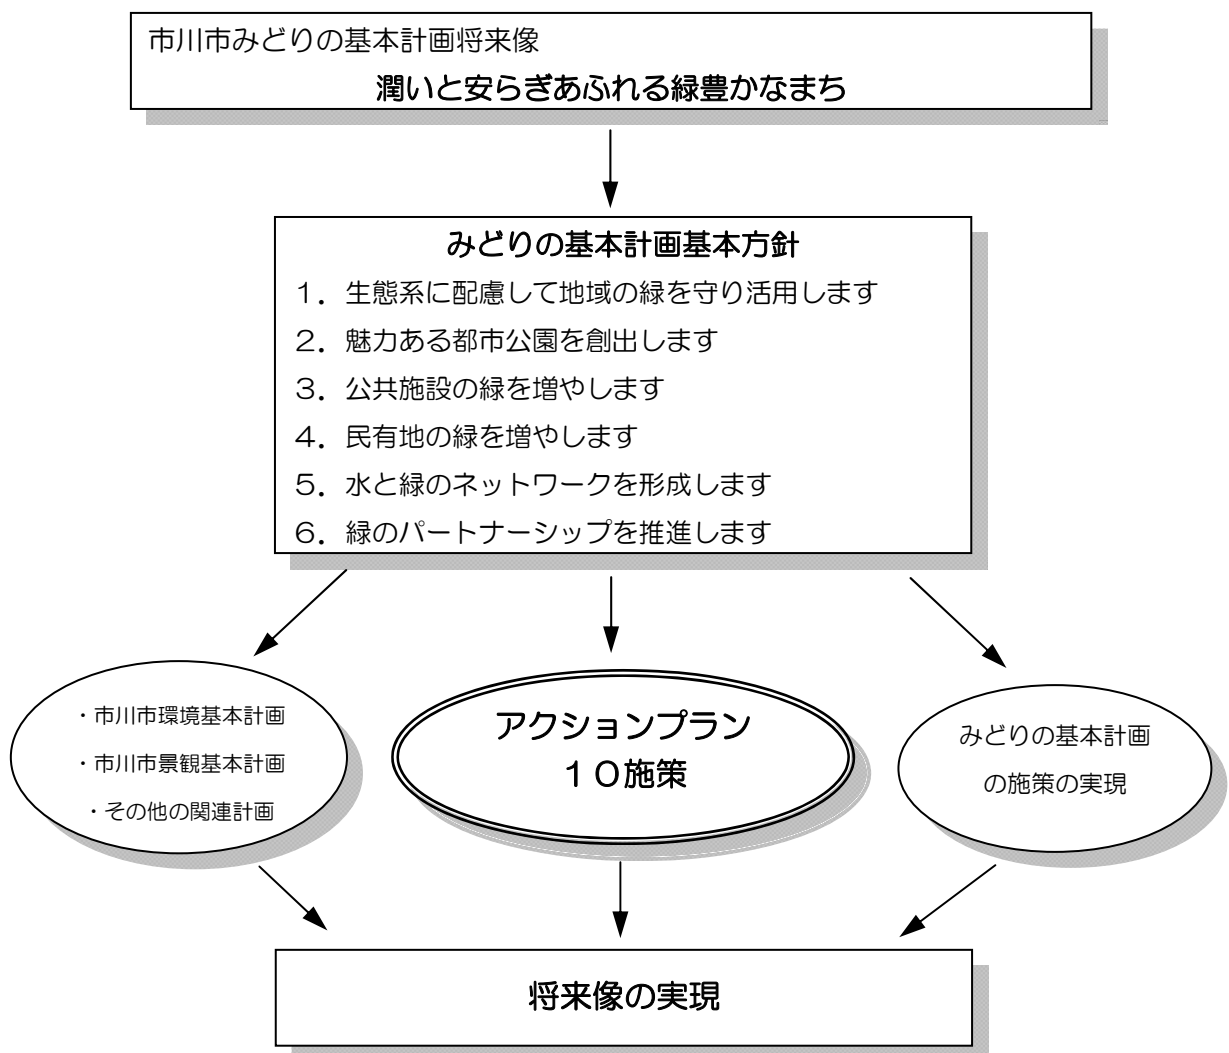 市川市みどりの基本計画将来像
潤いと安らぎあふれる緑豊かなまち
みどりの基本計画基本方針
１．生態系に配慮して地域の緑を守り活用します
２．魅力ある都市公園を創出します
３．公共施設の緑を増やします
４．民有地の緑を増やします
５．水と緑のネットワークを形成します
６．緑のパートナーシップを推進します
・市川市環境基本計画
・市川市景観基本計画
・その他の関連計画
アクションプラン
１０施策
みどりの基本計画
の施策の実現
将来像の実現